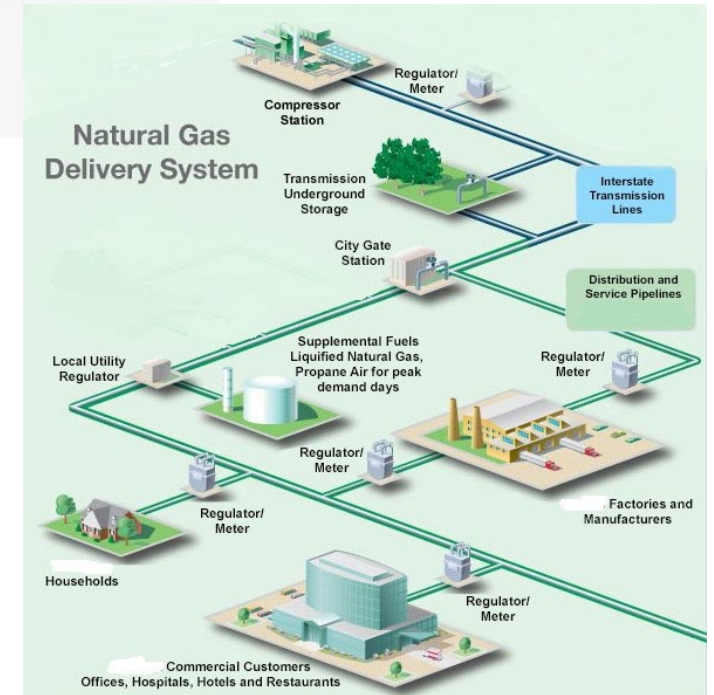 Regulator/
Meter
Compressor
Station
Natural Gas
Delivery System
Transmission
Underground
Storage
Interstate
Transmission
Lines
City Gate
Station
Distribution and
Service Pipelines
Supplemental Fuels
Liquified Natural Gas,
Propane Air for peak
demand days
Local Utility
Regulator
Regulator/
Meter
Regulator/
Meter
Factories and
Manufacturers
Regulator/
Meter
Households
Regulator/
Meter
Commercial Customers
Offices, Hospitals, Hotels and Restaurants